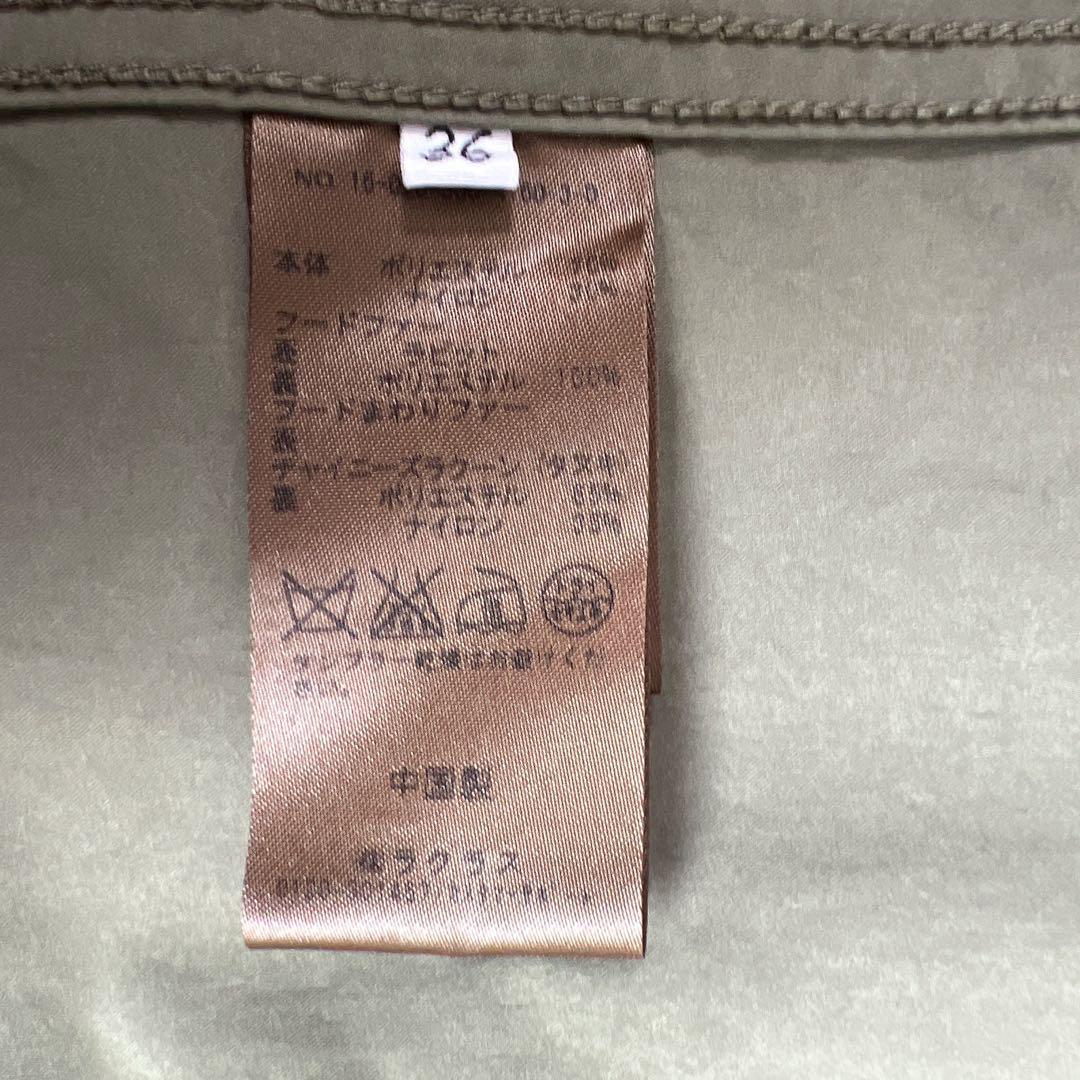 36
NO. 16-
本体 ポリエステル
ナイロン
フードファー
表 ラビット
裏 ポリエステル 100%
フードまわりファー
表
チャイニーズラクーン (タヌキ)
裏 ポリエステル 65%
ナイロン 35%
タンブラー乾燥はお避けくだ
さい。
中国製
㈱ラクラス